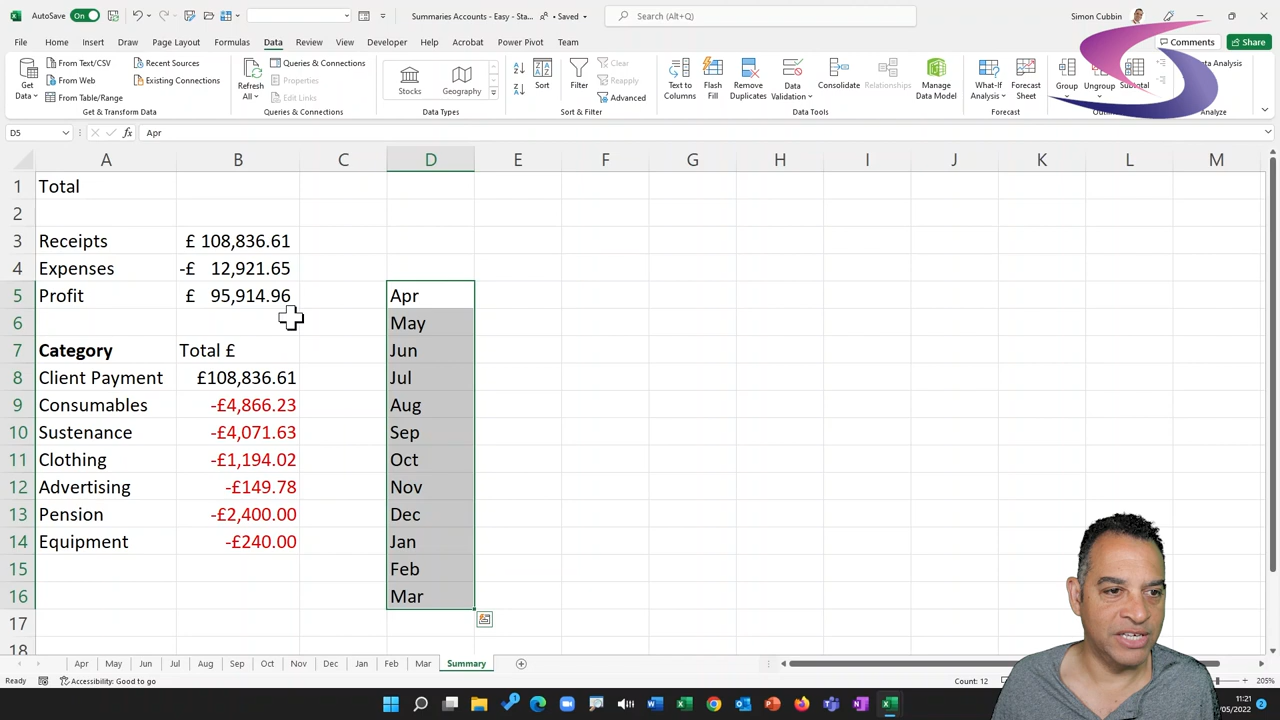 AutoSave On Summaries Accounts - Easy - Sta... • Saved Search (Alt+Q) Simon Cubbin
File Home Insert Draw Page Layout Formulas Data Review View Developer Help Acrobat Power Pivot Team Comments Share
From Text/CSV Recent Sources Queries & Connections Clear
From Web Existing Connections Properties Reapply
From Table/Range Edit Links Advanced
Get Data Refresh All Stocks Geography Sort Filter Text to Columns Flash Fill Remove Duplicates Data Validation Consolidate Relationships Manage Data Model What-If Analysis Forecast Sheet Group Ungroup Subtotal
Get & Transform Data Queries & Connections Data Types Sort & Filter Data Tools Forecast
D5 fx Apr
A B C D E F G H I J K L M
1 Total
2
3 Receipts £ 108,836.61
4 Expenses -£ 12,921.65
5 Profit £ 95,914.96 Apr
6 May
7 Category Total £ Jun
8 Client Payment £108,836.61 Jul
9 Consumables -£4,866.23 Aug
10 Sustenance -£4,071.63 Sep
11 Clothing -£1,194.02 Oct
12 Advertising -£149.78 Nov
13 Pension -£2,400.00 Dec
14 Equipment -£240.00 Jan
15 Feb
16 Mar
17
18
Apr May Jun Jul Aug Sep Oct Nov Dec Jan Feb Mar Summary
Ready Accessibility: Good to go Count: 12 205%
11:21